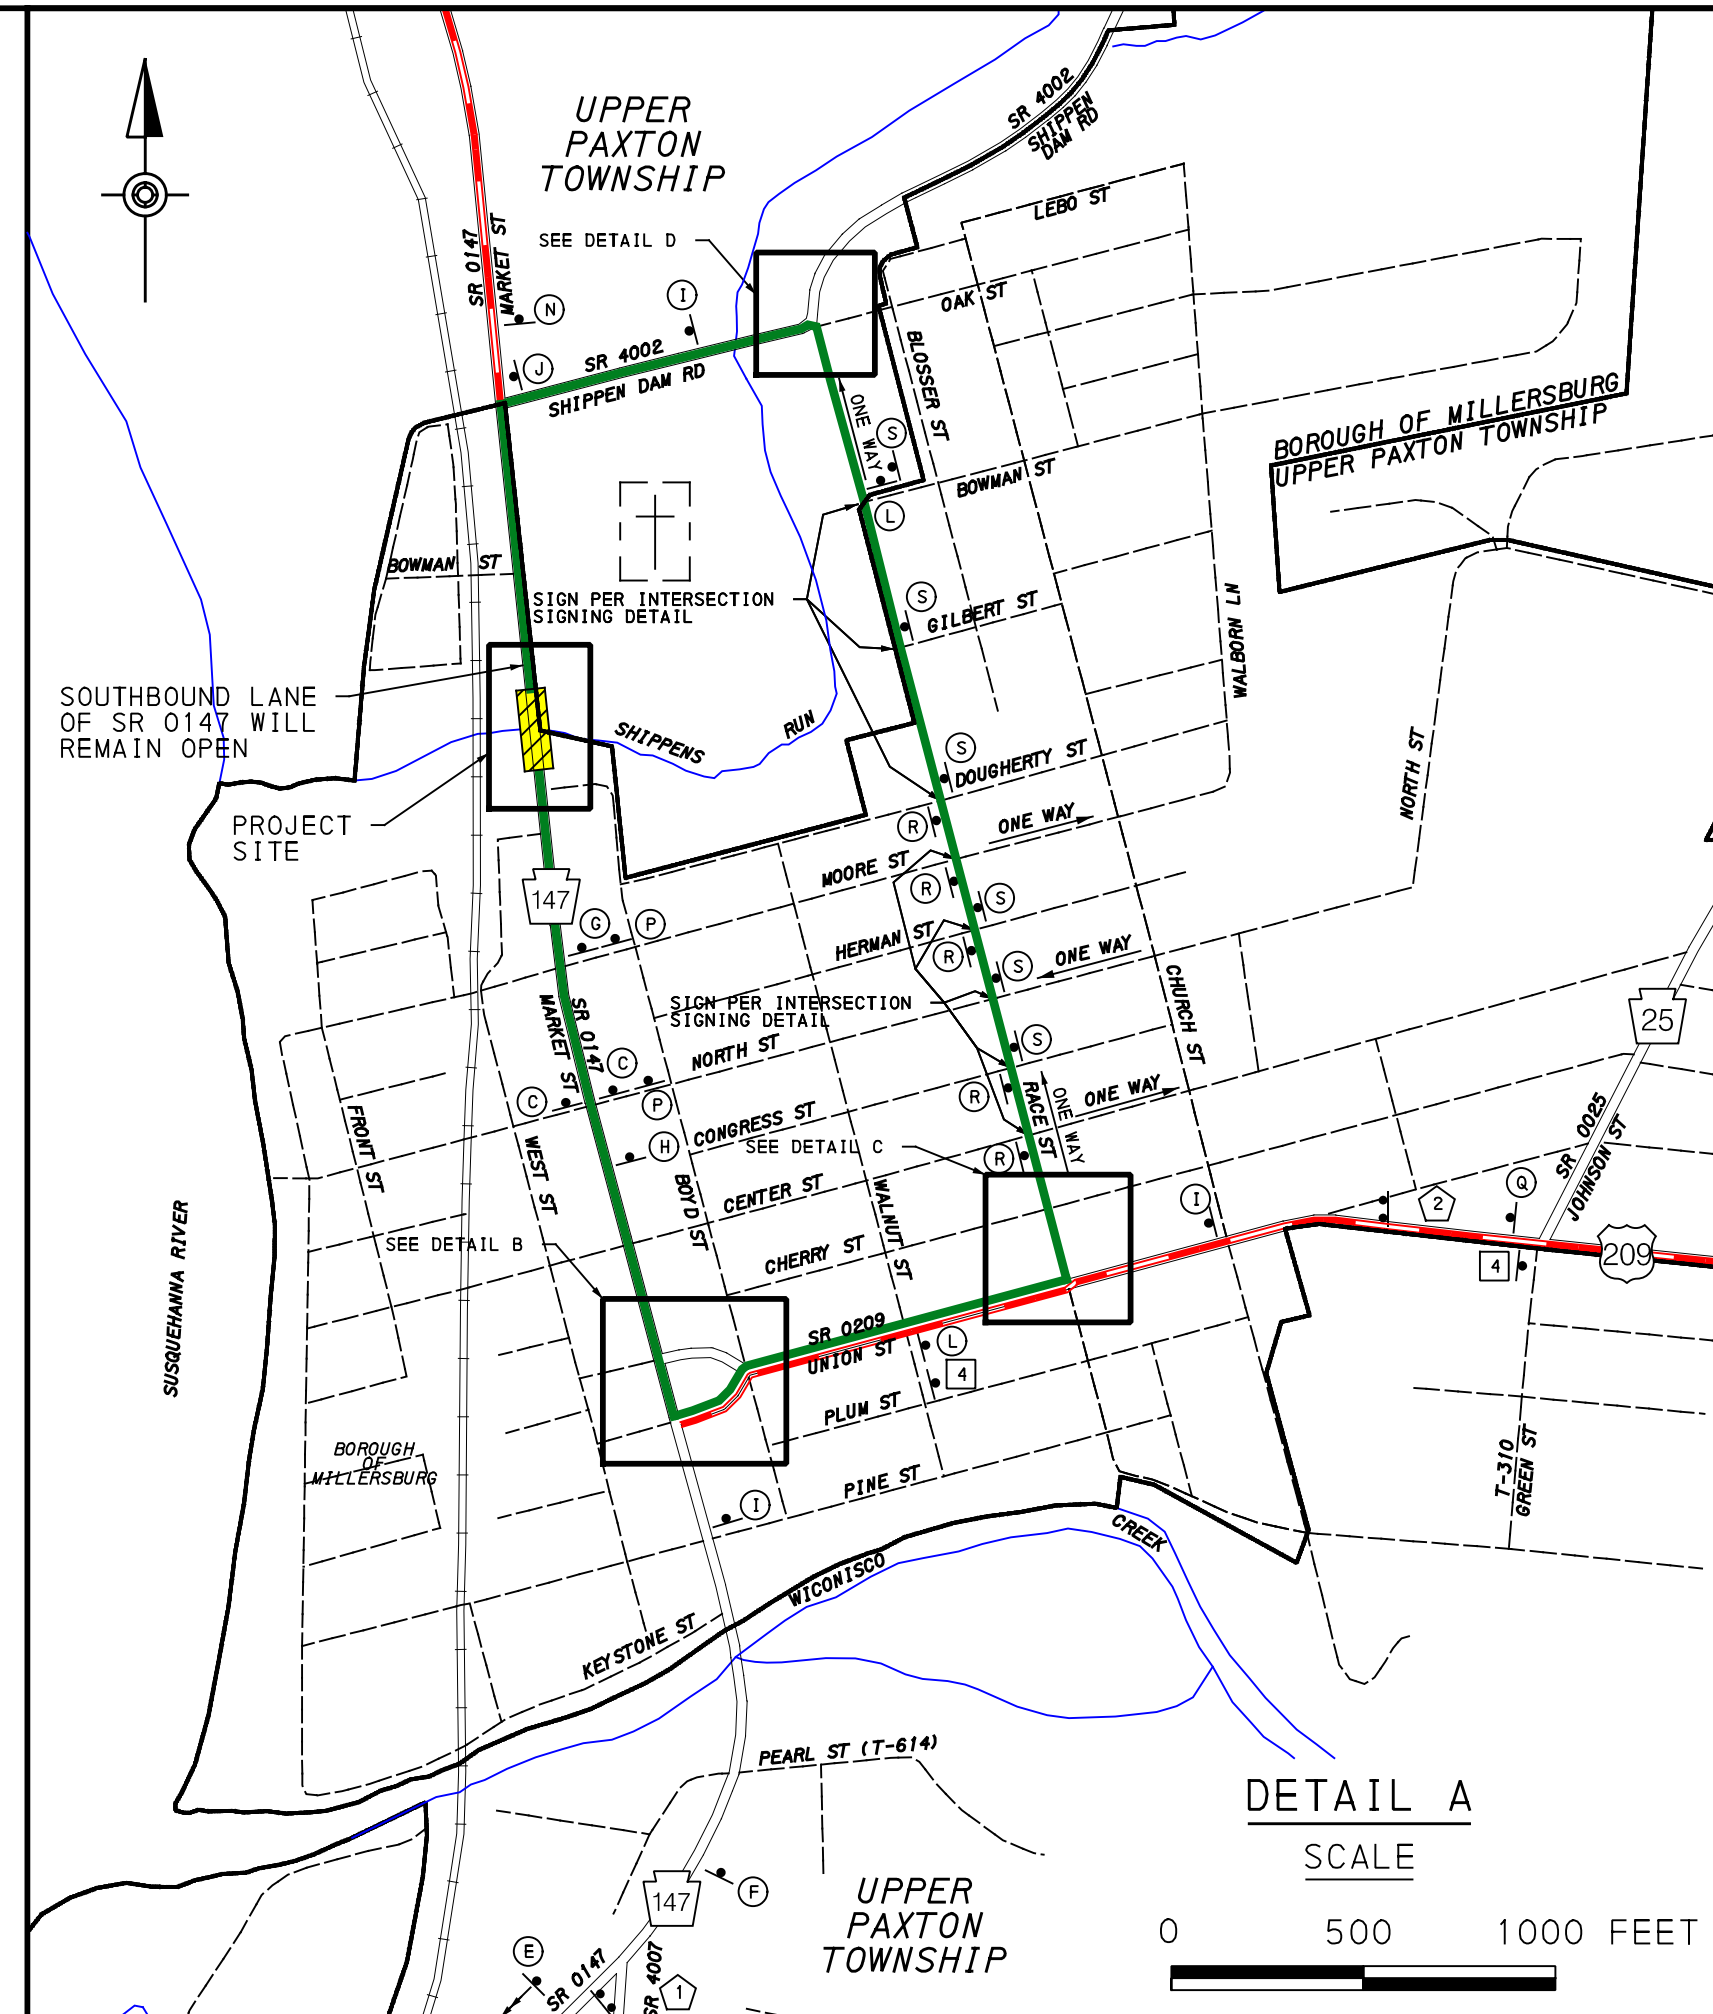 SR 4002
SHIPPEN
DAM RD
UPPER
PAXTON
TOWNSHIP
LEBO ST
SEE DETAIL D
SR 0147
MARKET ST
N
I
OAK ST
J
SR 4002
SHIPPEN DAM RD
BLOSSER ST
ONE WAY
S
BOROUGH OF MILLERSBURG
UPPER PAXTON TOWNSHIP
BOWMAN ST
L
BOWMAN ST
SIGN PER INTERSECTION
SIGNING DETAIL
S
GILBERT ST
WALBORN LN
SOUTHBOUND LANE
OF SR 0147 WILL
REMAIN OPEN
SHIPPENS
RUN
S
DOUGHERTY ST
NORTH ST
PROJECT
SITE
R
ONE WAY
MOORE ST
147
R
S
G
P
HERMAN ST
R
S
ONE WAY
CHURCH ST
SIGN PER INTERSECTION
SIGNING DETAIL
25
SR 0147
MARKET ST
NORTH ST
S
C
C
P
R
RACE ST
ONE WAY
ONE WAY
FRONT ST
WEST ST
H
CONGRESS ST
SEE DETAIL C
R
SR 0025
JOHNSON ST
BOYD ST
CENTER ST
WALNUT ST
I
2
Q
SUSQUEHANNA RIVER
SEE DETAIL B
CHERRY ST
4
209
SR 0209
UNION ST
L
4
PLUM ST
BOROUGH
OF
MILLERSBURG
PINE ST
I
T-310
GREEN ST
WICONISCO
CREEK
KEYSTONE ST
PEARL ST (T-614)
DETAIL A
SCALE
147
F
UPPER
PAXTON
TOWNSHIP
0 500 1000 FEET
E
SR 0147
SR 4007
1